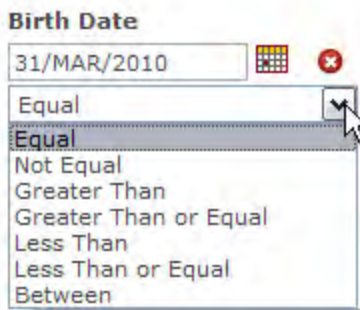 Birth Date
31/MAR/2010
Equal
Equal
Not Equal
Greater Than
Greater Than or Equal
Less Than
Less Than or Equal
Between